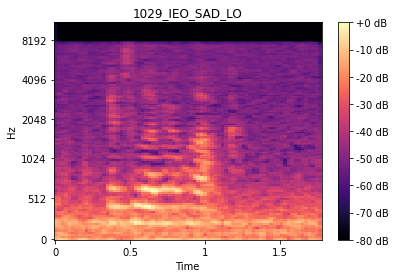 1029_IEO_SAD_LO
8192
4096
2048
1024
512
0
Hz
0
0.5
1
1.5
Time
+0 dB
-10 dB
-20 dB
-30 dB
-40 dB
-50 dB
-60 dB
-70 dB
-80 dB